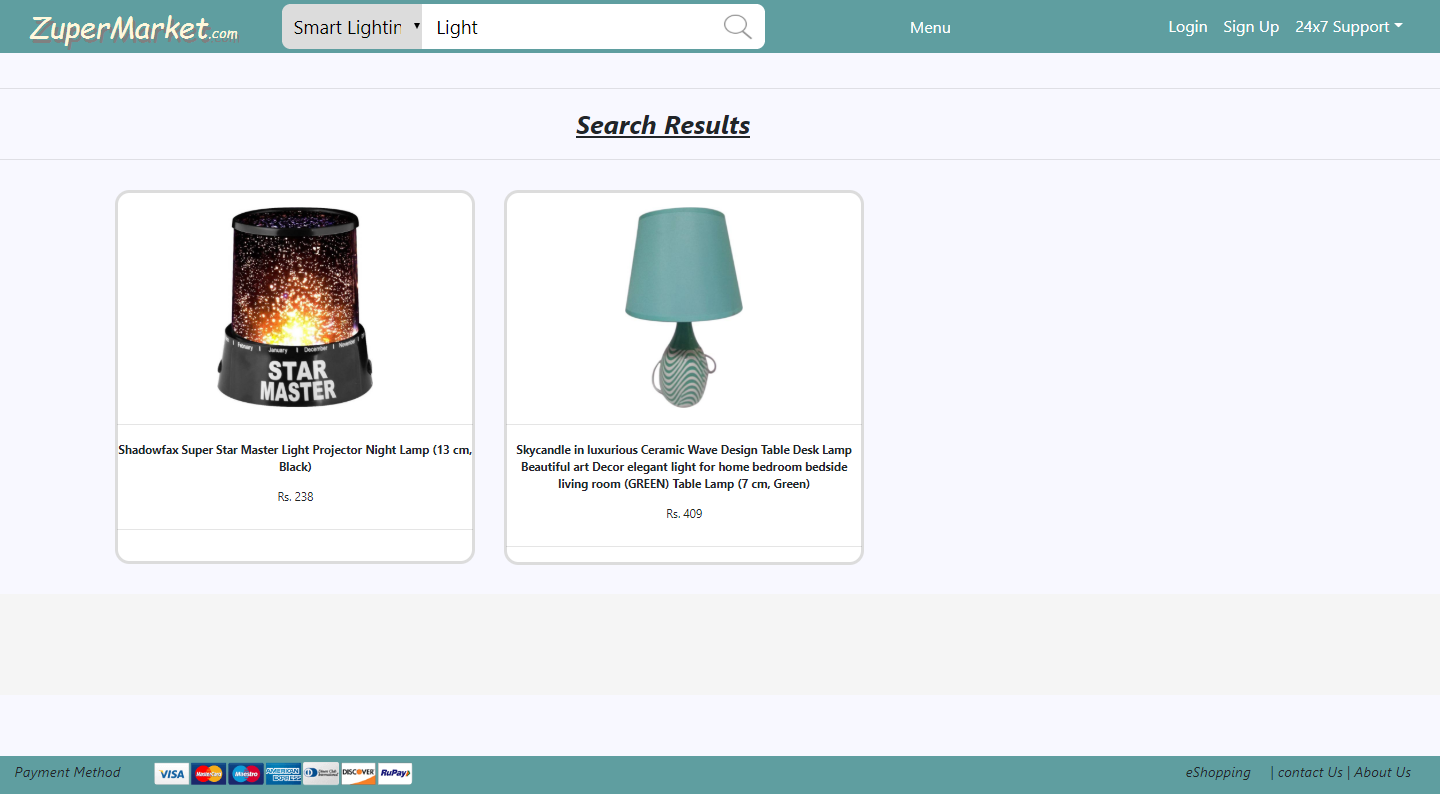 ZuperMarket.com
Smart Lightin
Light
Menu
Login
Sign Up
24x7 Support
Search Results
February
January
December
November
STAR
MASTER
Shadowfax Super Star Master Light Projector Night Lamp (13 cm,
Black)
Rs. 238
Skycandle in luxurious Ceramic Wave Design Table Desk Lamp
Beautiful art Decor elegant light for home bedroom bedside
living room (GREEN) Table Lamp (7 cm, Green)
Rs. 409
Payment Method
VISA
MasterCard
Maestro
AMERICAN
EXPRESS
Diners Club
International
DISCOVER
RuPay
eShopping
| contact Us | About Us